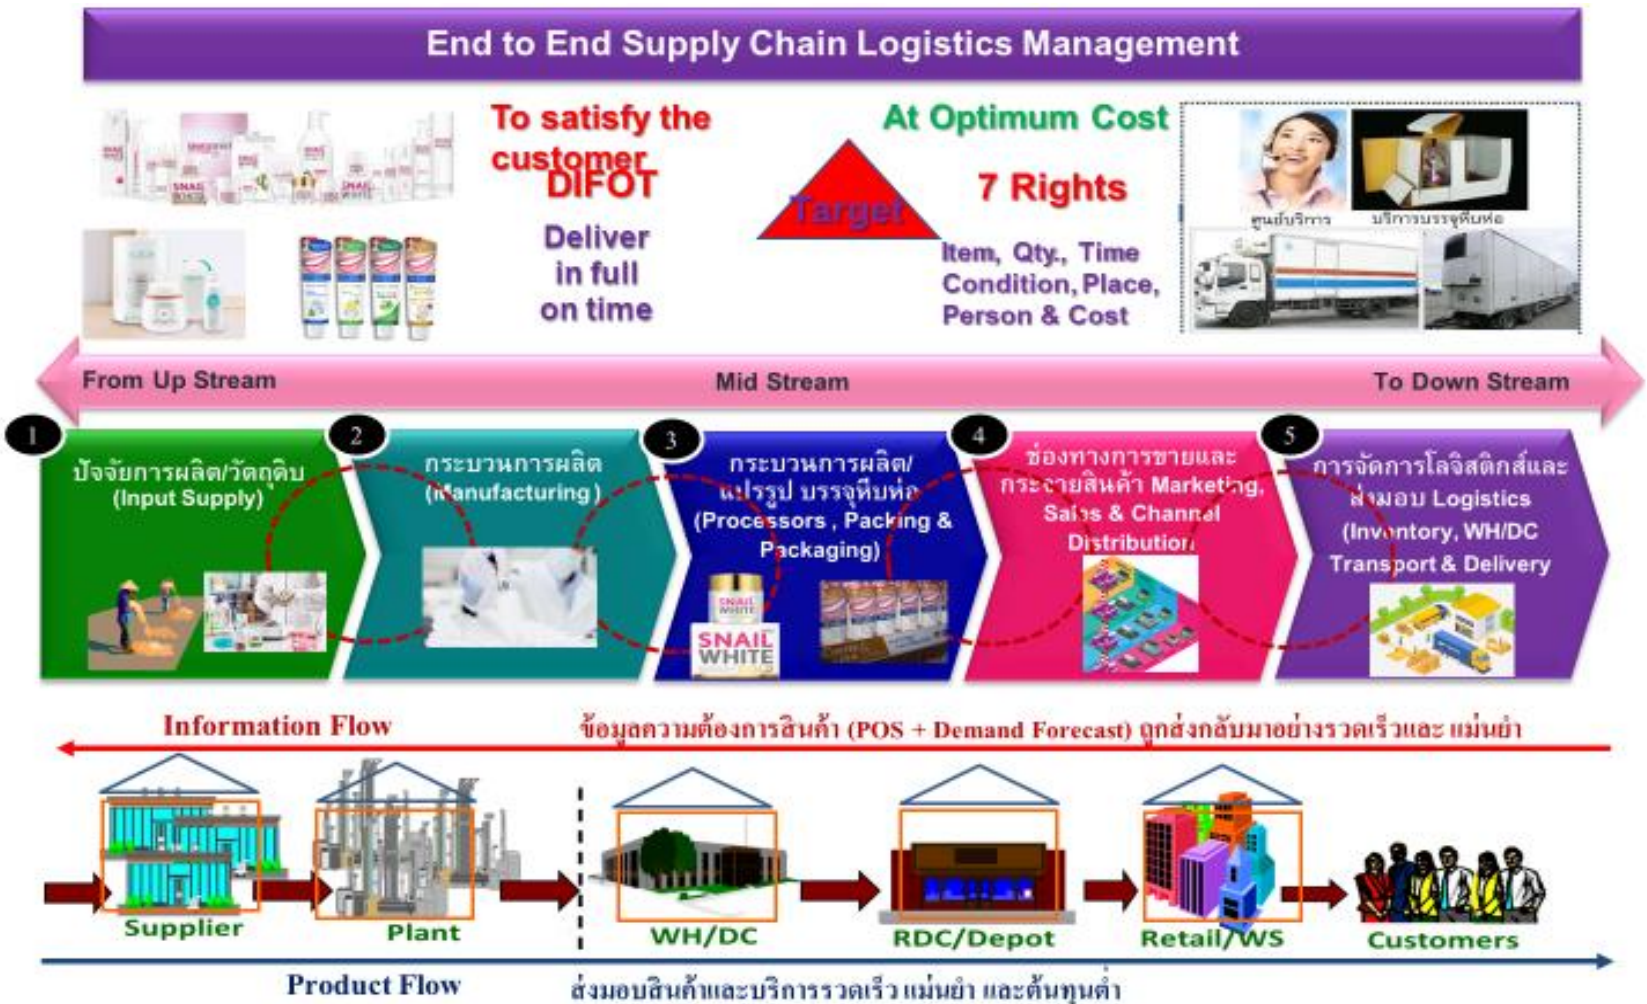 End to End Supply Chain Logistics Management
To satisfy the
customer
DIFOT
Deliver
in full
on time
Target
At Optimum Cost
7 Rights
Item, Qty., Time
Condition, Place,
Person & Cost
ศูนย์บริการ
บริการบรรจุหีบห่อ
From Up Stream
Mid Stream
To Down Stream
1
ปัจจัยการผลิต/วัตถุดิบ
(Input Supply)
2
กระบวนการผลิต
(Manufacturing)
3
กระบวนการผลิต/
แปรรูป บรรจุหีบห่อ
(Processors , Packing &
Packaging)
SNAIL
WHITE
SNAIL
WHITE
4
ช่องทางการขายและ
กระจายสินค้า Marketing,
Sales & Channel
Distribution
5
การจัดการโลจิสติกส์และ
ส่งมอบ Logistics
(Inventory, WH/DC
Transport & Delivery
Information Flow
ข้อมูลความต้องการสินค้า (POS + Demand Forecast) ถูกส่งกลับมาอย่างรวดเร็วและ แม่นยำ
Supplier
Plant
WH/DC
RDC/Depot
Retail/WS
Customers
Product Flow
ส่งมอบสินค้าและบริการรวดเร็ว แม่นยำ และต้นทุนต่ำ